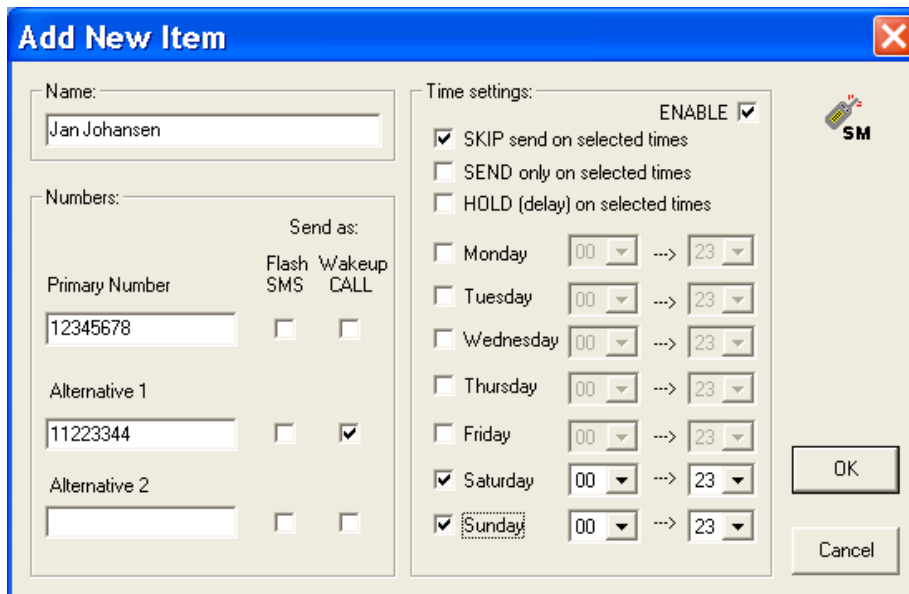 Add New Item
Name:
Jan Johansen
Numbers:
Send as:
Primary Number
Flash SMS
Wakeup CALL
12345678
Alternative 1
11223344
Alternative 2
Time settings:
ENABLE
SKIP send on selected times
SEND only on selected times
HOLD (delay) on selected times
Monday 00 ---> 23
Tuesday 00 ---> 23
Wednesday 00 ---> 23
Thursday 00 ---> 23
Friday 00 ---> 23
Saturday 00 ---> 23
Sunday 00 ---> 23
SM
OK
Cancel